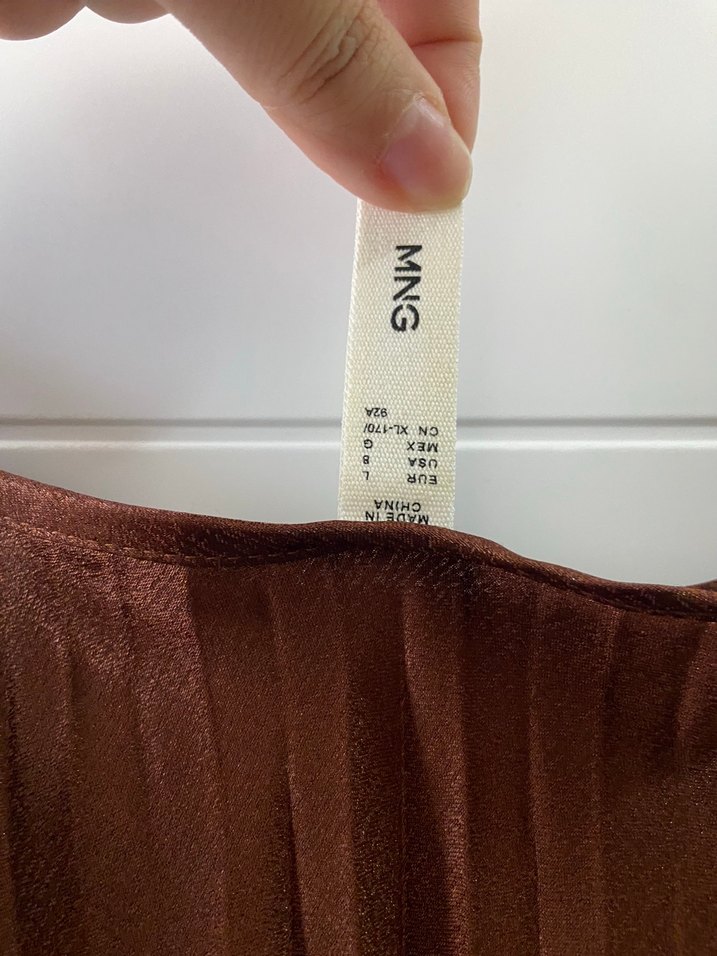 MNG
MADE IN
CHINA
EUR L
USA 8
MEX G
CN XL-170/
92A